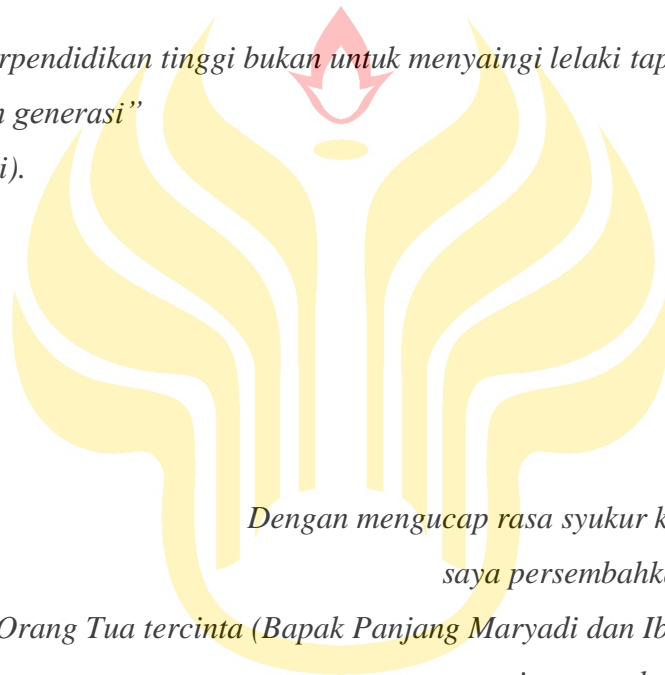 rpendidikan tinggi bukan untuk menyaingi lelaki tap
generasi”
i).
Dengan mengucap rasa syukur k
saya persembahk
Orang Tua tercinta (Bapak Panjang Maryadi dan Ib